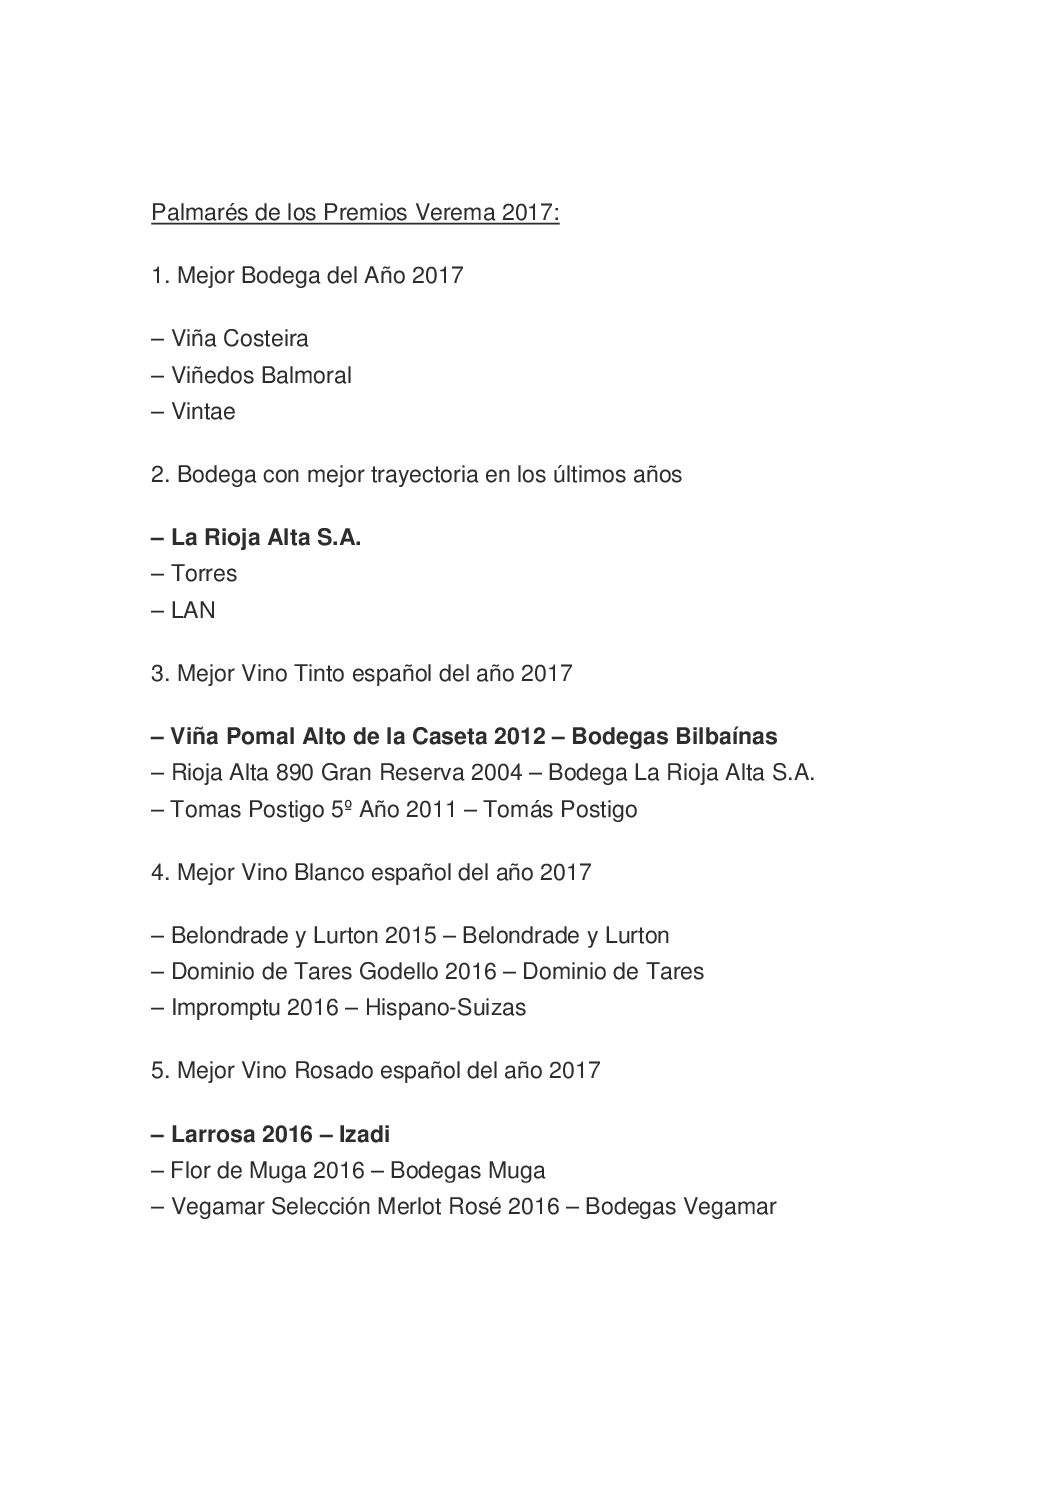 Palmarés de los Premios Verema 2017:
1. Mejor Bodega del Año 2017
– Viña Costeira
– Viñedos Balmoral
– Vintae
2. Bodega con mejor trayectoria en los últimos años
– La Rioja Alta S.A.
– Torres
– LAN
3. Mejor Vino Tinto español del año 2017
– Viña Pomal Alto de la Caseta 2012 – Bodegas Bilbaínas
– Rioja Alta 890 Gran Reserva 2004 – Bodega La Rioja Alta S.A.
– Tomas Postigo 5º Año 2011 – Tomás Postigo
4. Mejor Vino Blanco español del año 2017
– Belondrade y Lurton 2015 – Belondrade y Lurton
– Dominio de Tares Godello 2016 – Dominio de Tares
– Impromptu 2016 – Hispano-Suizas
5. Mejor Vino Rosado español del año 2017
– Larrosa 2016 – Izadi
– Flor de Muga 2016 – Bodegas Muga
– Vegamar Selección Merlot Rosé 2016 – Bodegas Vegamar